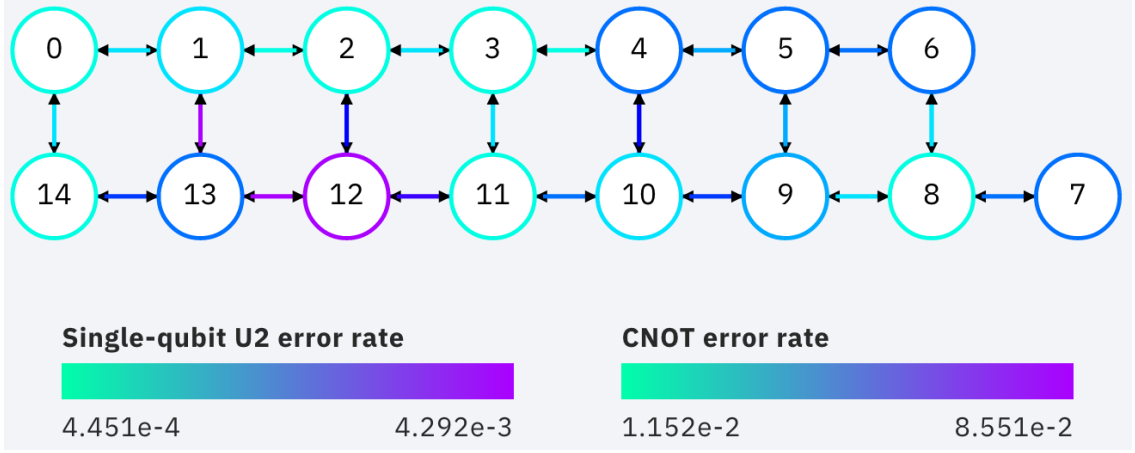 0 1 2 3 4 5 6
14 13 12 11 10 9 8 7
Single-qubit U2 error rate
4.451e-4 4.292e-3
CNOT error rate
1.152e-2 8.551e-2